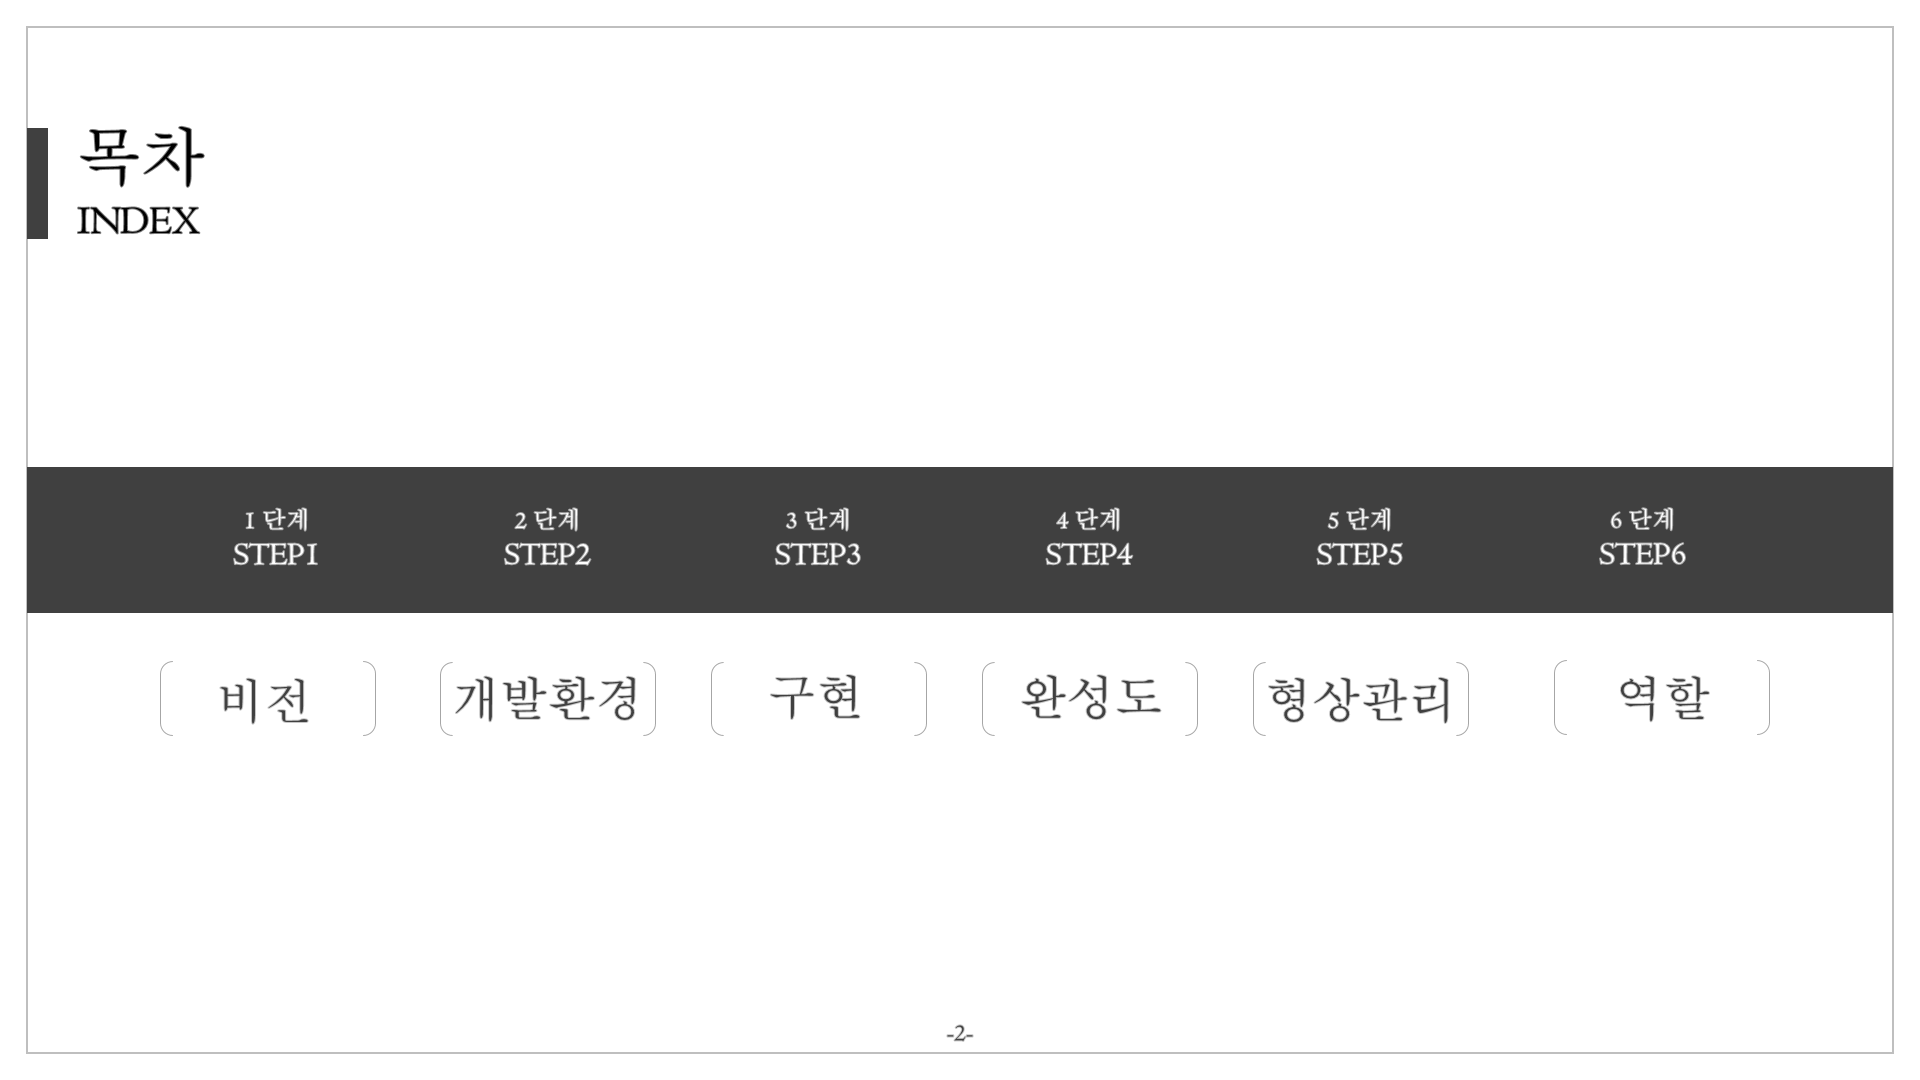 목차
INDEX
1 단계
STEP1
2 단계
STEP2
3 단계
STEP3
4 단계
STEP4
5 단계
STEP5
6 단계
STEP6
비전
개발환경
구현
완성도
형상관리
역할
-2-